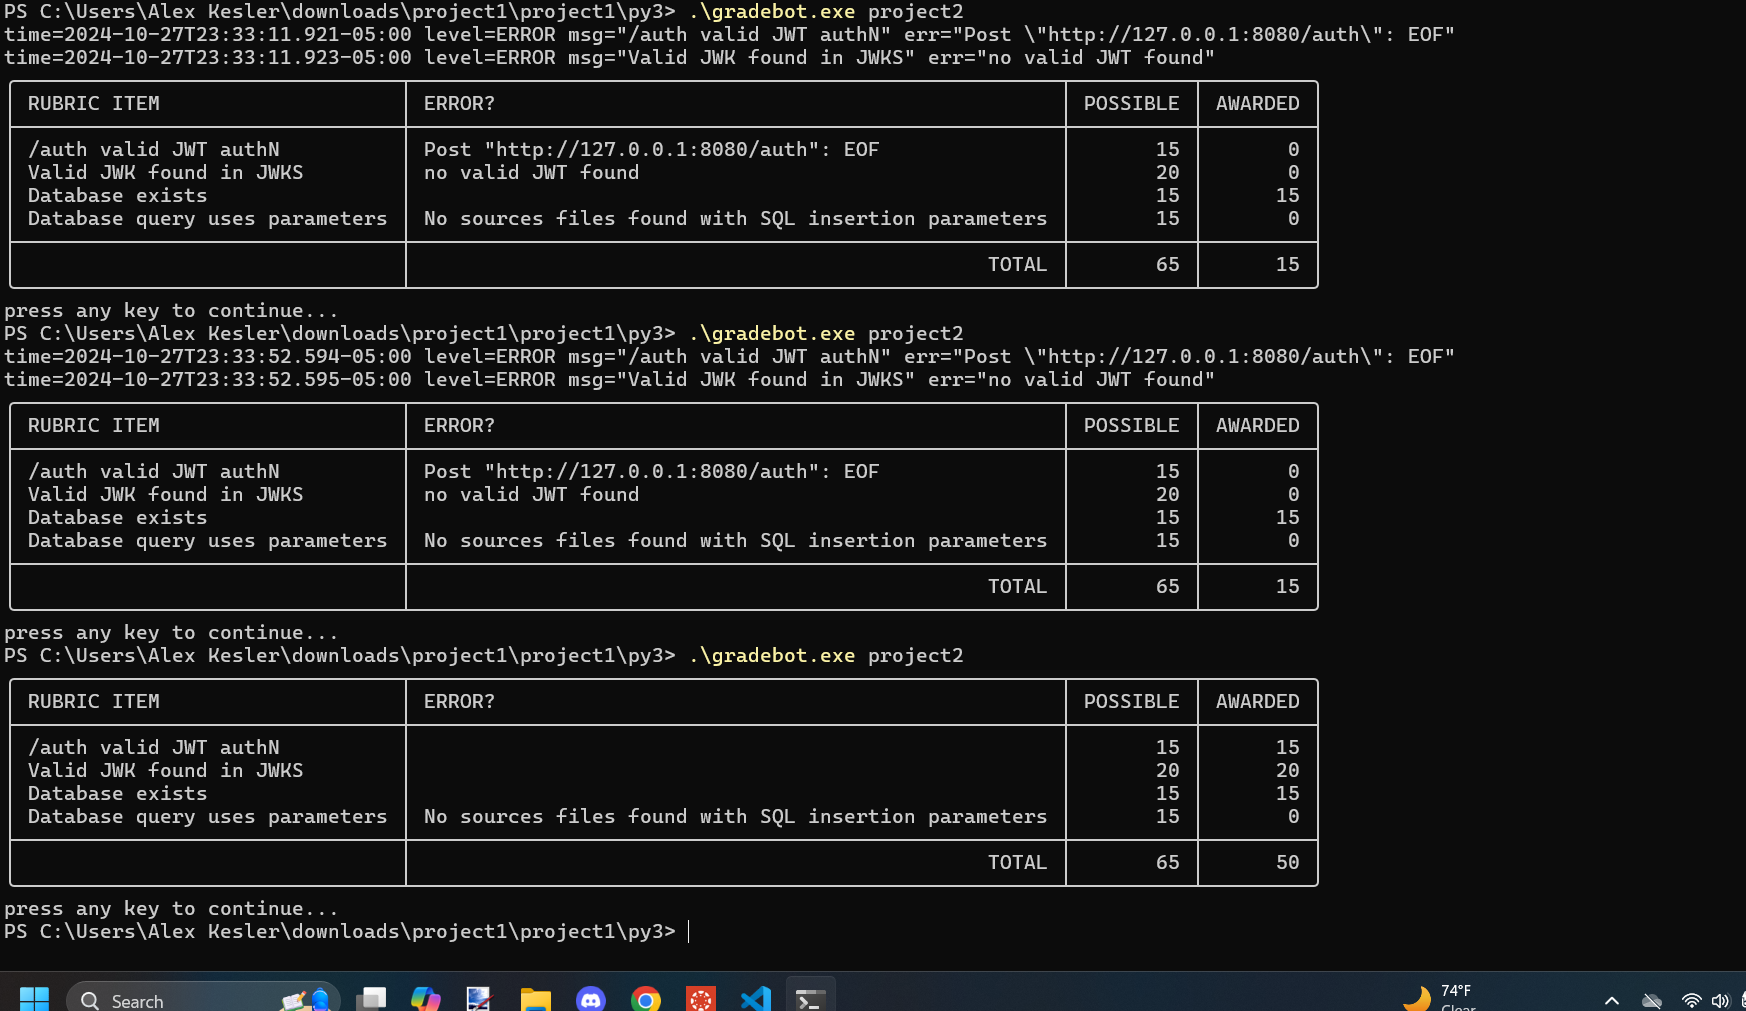 PS C:\Users\Alex Kesler\downloads\project1\project1\py3> .\gradebot.exe project2
time=2024-10-27T23:33:11.921-05:00 level=ERROR msg="/auth valid JWT authN" err="Post \"http://127.0.0.1:8080/auth\": EOF"
time=2024-10-27T23:33:11.923-05:00 level=ERROR msg="Valid JWK found in JWKS" err="no valid JWT found"
RUBRIC ITEM ERROR? POSSIBLE AWARDED
/auth valid JWT authN Post "http://127.0.0.1:8080/auth": EOF 15 0
Valid JWK found in JWKS no valid JWT found 20 0
Database exists 15 15
Database query uses parameters No sources files found with SQL insertion parameters 15 0
TOTAL 65 15
press any key to continue...
PS C:\Users\Alex Kesler\downloads\project1\project1\py3> .\gradebot.exe project2
time=2024-10-27T23:33:52.594-05:00 level=ERROR msg="/auth valid JWT authN" err="Post \"http://127.0.0.1:8080/auth\": EOF"
time=2024-10-27T23:33:52.595-05:00 level=ERROR msg="Valid JWK found in JWKS" err="no valid JWT found"
RUBRIC ITEM ERROR? POSSIBLE AWARDED
/auth valid JWT authN Post "http://127.0.0.1:8080/auth": EOF 15 0
Valid JWK found in JWKS no valid JWT found 20 0
Database exists 15 15
Database query uses parameters No sources files found with SQL insertion parameters 15 0
TOTAL 65 15
press any key to continue...
PS C:\Users\Alex Kesler\downloads\project1\project1\py3> .\gradebot.exe project2
RUBRIC ITEM ERROR? POSSIBLE AWARDED
/auth valid JWT authN 15 15
Valid JWK found in JWKS 20 20
Database exists 15 15
Database query uses parameters No sources files found with SQL insertion parameters 15 0
TOTAL 65 50
press any key to continue...
PS C:\Users\Alex Kesler\downloads\project1\project1\py3>
Search
74°F
Clear